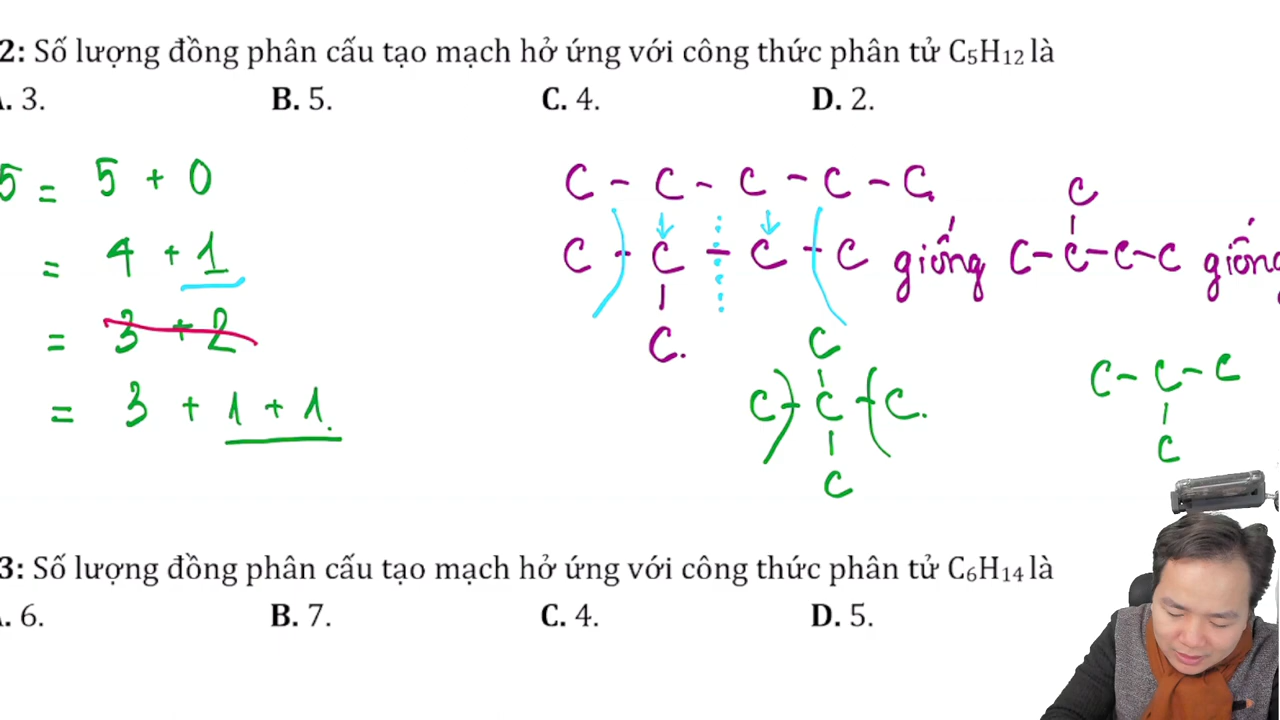 2: Số lượng đồng phân cấu tạo mạch hở ứng với công thức phân tử C₅H₁₂ là
. 3. B. 5. C. 4. D. 2.
5 = 5 + 0
= 4 + 1
= 3 + 2
= 3 + 1 + 1.
C - C - C - C - C
C - C - C - C giống C - C - C - C giống
C
C.
C
C - C - C.
C
C
C - C - C
C
3: Số lượng đồng phân cấu tạo mạch hở ứng với công thức phân tử C₆H₁₄ là
. 6. B. 7. C. 4. D. 5.